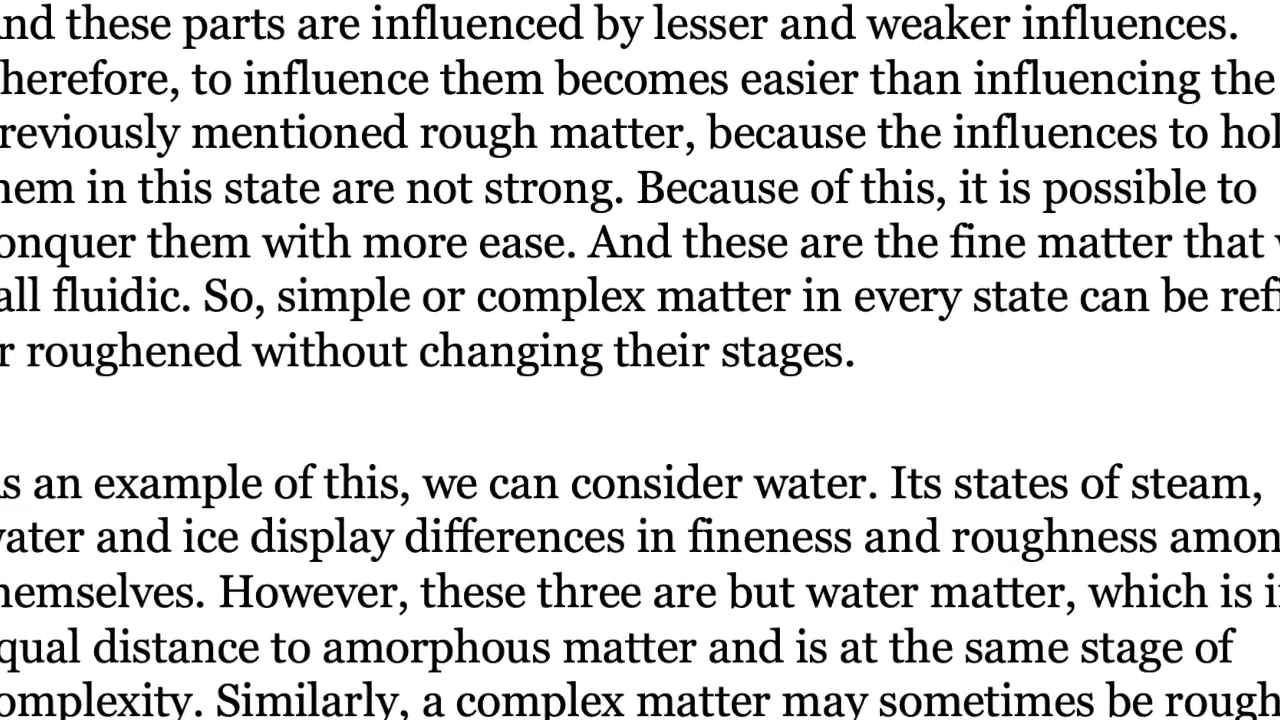 nd these parts are influenced by lesser and weaker influences.
herefore, to influence them becomes easier than influencing the
reviously mentioned rough matter, because the influences to hol
hem in this state are not strong. Because of this, it is possible to
onquer them with more ease. And these are the fine matter that
all fluidic. So, simple or complex matter in every state can be refi
r roughened without changing their stages.
s an example of this, we can consider water. Its states of steam,
water and ice display differences in fineness and roughness amon
hemselves. However, these three are but water matter, which is i
qual distance to amorphous matter and is at the same stage of
omplexity. Similarly, a complex matter may sometimes be rough